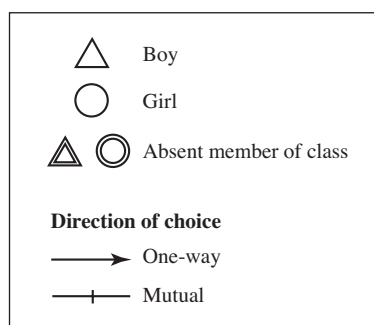 Boy
Girl
Absent member of class
Direction of choice
One-way
Mutual